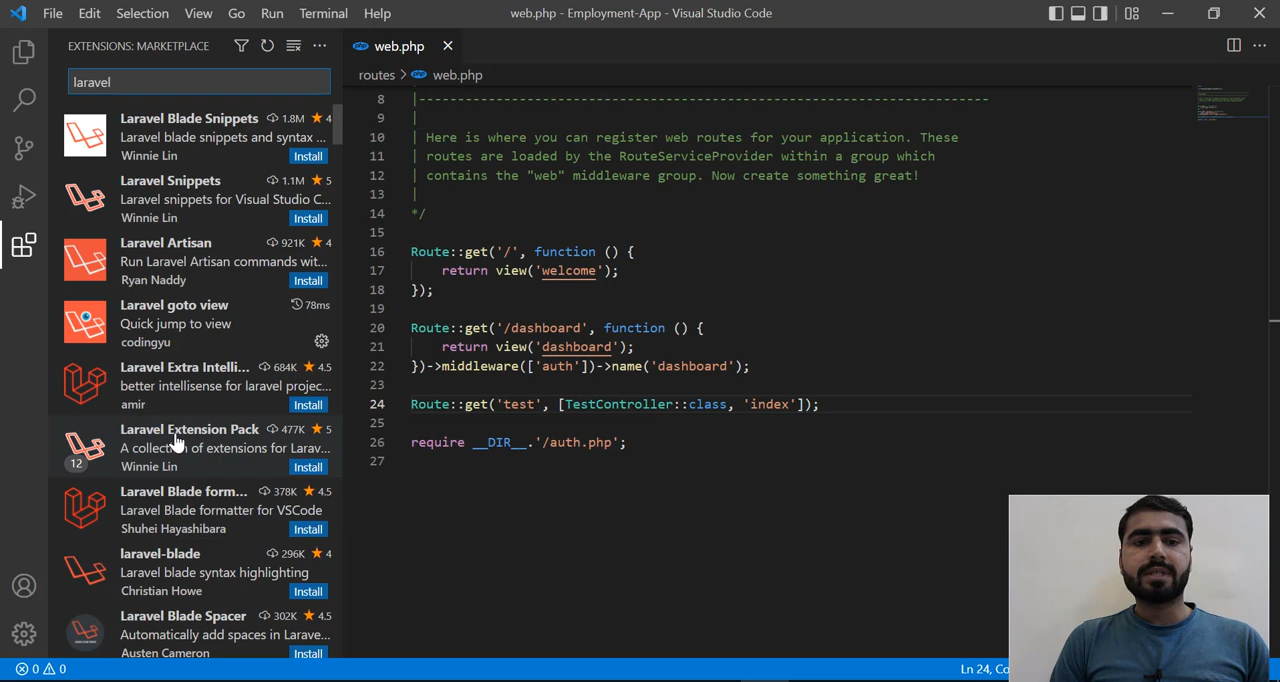 File Edit Selection View Go Run Terminal Help
web.php - Employment-App - Visual Studio Code
EXTENSIONS: MARKETPLACE
laravel
Laravel Blade Snippets 1.8M ★ 4
Laravel blade snippets and syntax ...
Winnie Lin Install
Laravel Snippets 1.1M ★ 5
Laravel snippets for Visual Studio C...
Winnie Lin Install
Laravel Artisan 921K ★ 4
Run Laravel Artisan commands wit...
Ryan Naddy Install
Laravel goto view 78ms
Quick jump to view
codingyu
Laravel Extra Intelli... 684K ★ 4.5
better intellisense for laravel projec...
amir Install
Laravel Extension Pack 477K ★ 5
A collection of extensions for Larav...
12 Winnie Lin Install
Laravel Blade form... 378K ★ 4.5
Laravel Blade formatter for VSCode
Shuhei Hayashibara Install
laravel-blade 296K ★ 4
Laravel blade syntax highlighting
Christian Howe Install
Laravel Blade Spacer 302K ★ 4.5
Automatically add spaces in Larave...
Austen Cameron Install
web.php
routes > web.php
8 |--------------------------------------------------------------------------
9 |
10 | Here is where you can register web routes for your application. These
11 | routes are loaded by the RouteServiceProvider within a group which
12 | contains the "web" middleware group. Now create something great!
13 |
14 */
15
16 Route::get('/', function () {
17     return view('welcome');
18 });
19
20 Route::get('/dashboard', function () {
21     return view('dashboard');
22 })->middleware(['auth'])->name('dashboard');
23
24 Route::get('test', [TestController::class, 'index']);
25
26 require __DIR__.'/auth.php';
27
0 0
Ln 24, Co